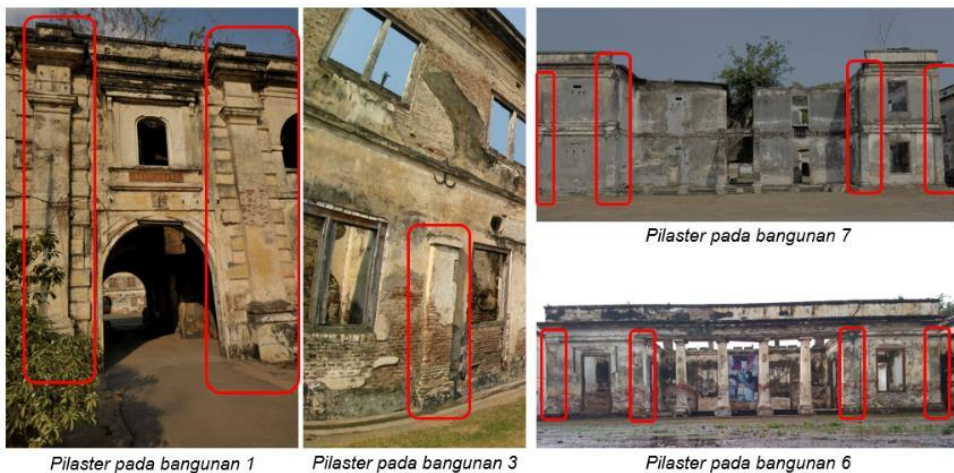 Pilaster pada bangunan 1
Pilaster pada bangunan 3
Pilaster pada bangunan 7
Pilaster pada bangunan 6